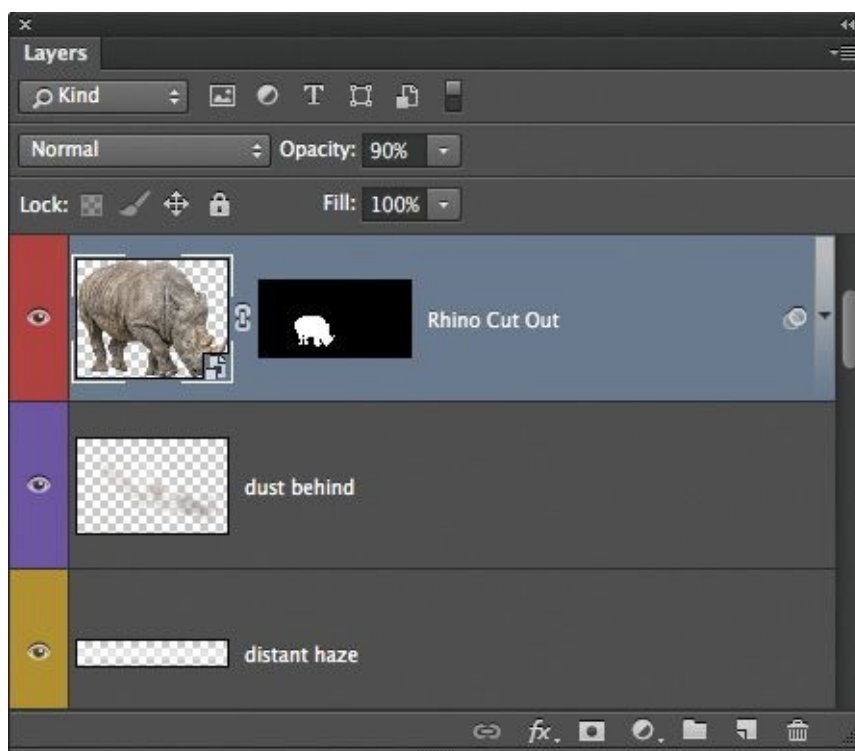 Layers
Kind
Normal Opacity: 90%
Lock: Fill: 100%
Rhino Cut Out
dust behind
distant haze
fx